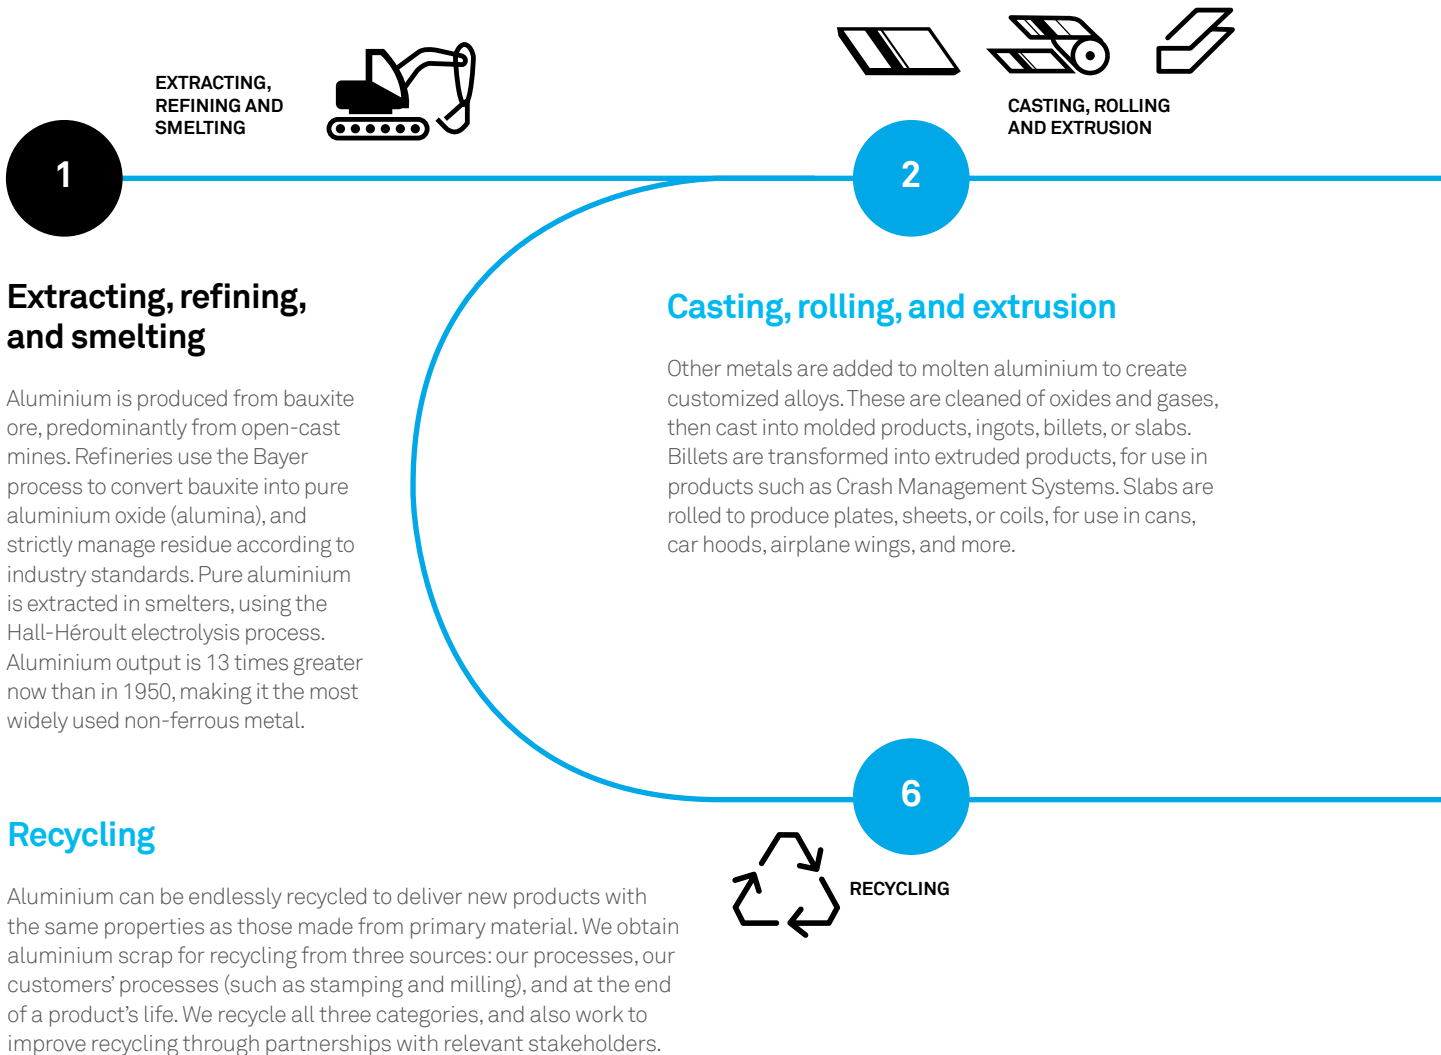 EXTRACTING,
REFINING AND
SMELTING
CASTING, ROLLING
AND EXTRUSION
1
2
Extracting, refining,
and smelting
Aluminium is produced from bauxite
ore, predominantly from open-cast
mines. Refineries use the Bayer
process to convert bauxite into pure
aluminium oxide (alumina), and
strictly manage residue according to
industry standards. Pure aluminium
is extracted in smelters, using the
Hall-Héroult electrolysis process.
Aluminium output is 13 times greater
now than in 1950, making it the most
widely used non-ferrous metal.
Casting, rolling, and extrusion
Other metals are added to molten aluminium to create
customized alloys. These are cleaned of oxides and gases,
then cast into molded products, ingots, billets, or slabs.
Billets are transformed into extruded products, for use in
products such as Crash Management Systems. Slabs are
rolled to produce plates, sheets, or coils, for use in cans,
car hoods, airplane wings, and more.
6
RECYCLING
Recycling
Aluminium can be endlessly recycled to deliver new products with
the same properties as those made from primary material. We obtain
aluminium scrap for recycling from three sources: our processes, our
customers’ processes (such as stamping and milling), and at the end
of a product’s life. We recycle all three categories, and also work to
improve recycling through partnerships with relevant stakeholders.